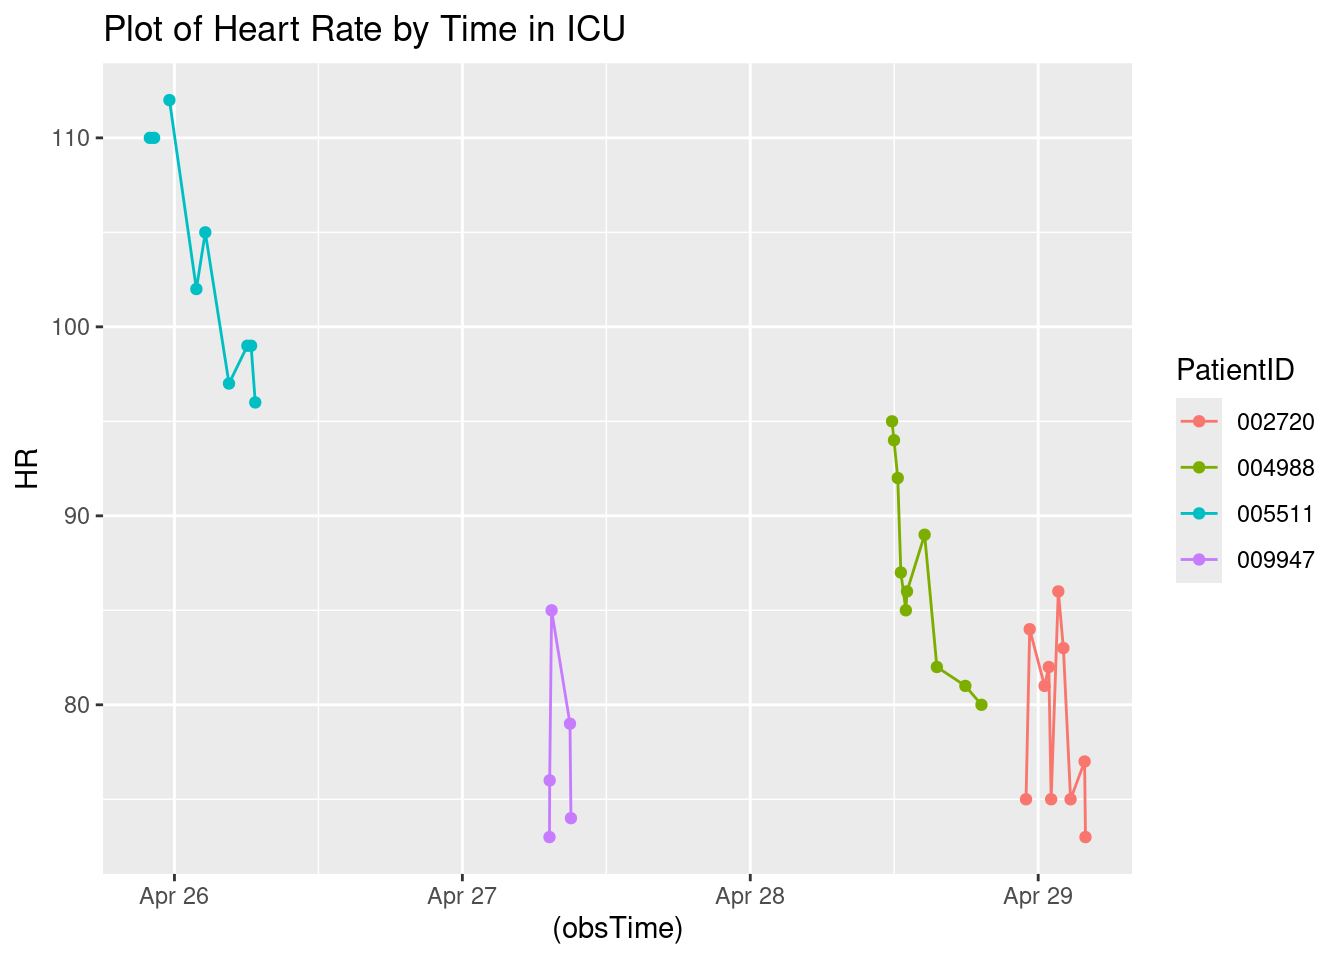 Plot of Heart Rate by Time in ICU
110
100
90
80
HR
Apr 26
Apr 27
Apr 28
Apr 29
(obsTime)
PatientID
002720
004988
005511
009947